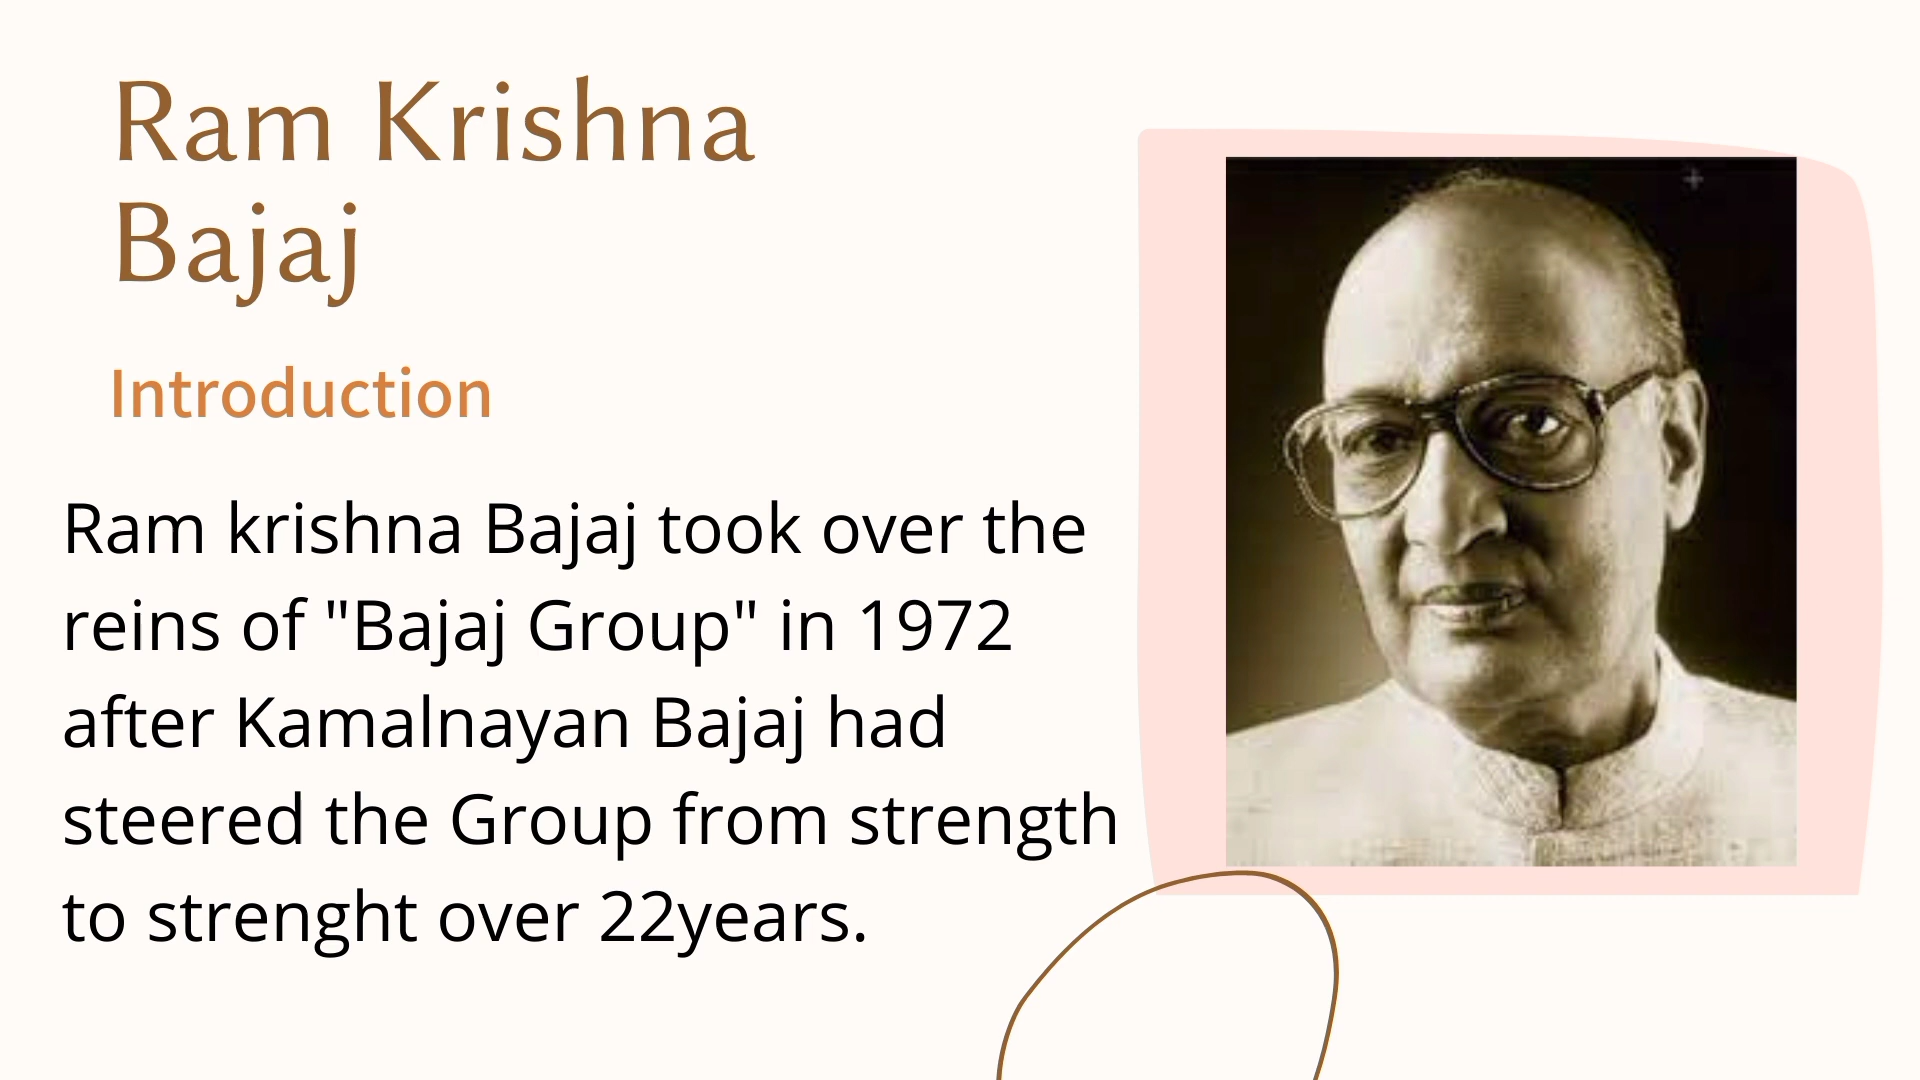 Ram Krishna
Bajaj
Introduction
Ram krishna Bajaj took over the
reins of "Bajaj Group" in 1972
after Kamalnayan Bajaj had
steered the Group from strength
to strenght over 22years.